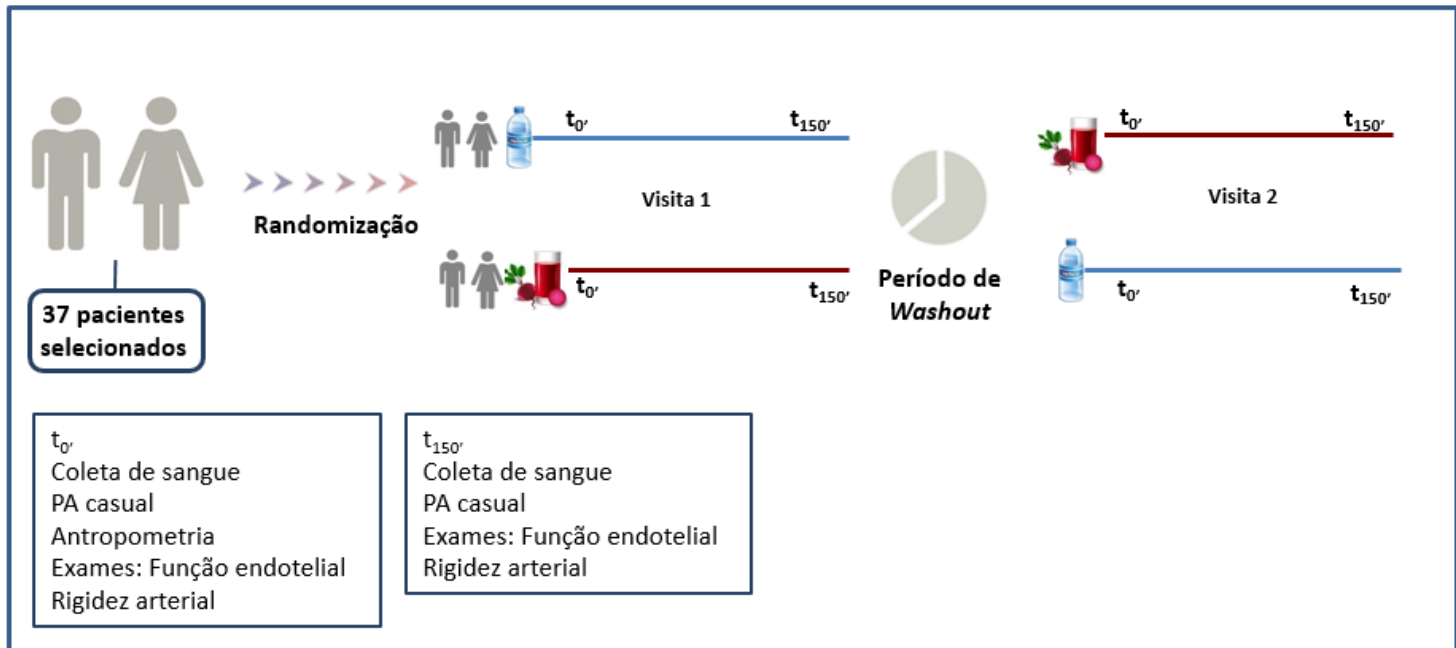 t0’ t150’
t0’ t150’
Visita 1
Visita 2
Randomização
t0’ t150’
t0’ t150’
Período de
Washout
37 pacientes
selecionados
t0’
Coleta de sangue
PA casual
Antropometria
Exames: Função endotelial
Rigidez arterial
t150’
Coleta de sangue
PA casual
Exames: Função endotelial
Rigidez arterial